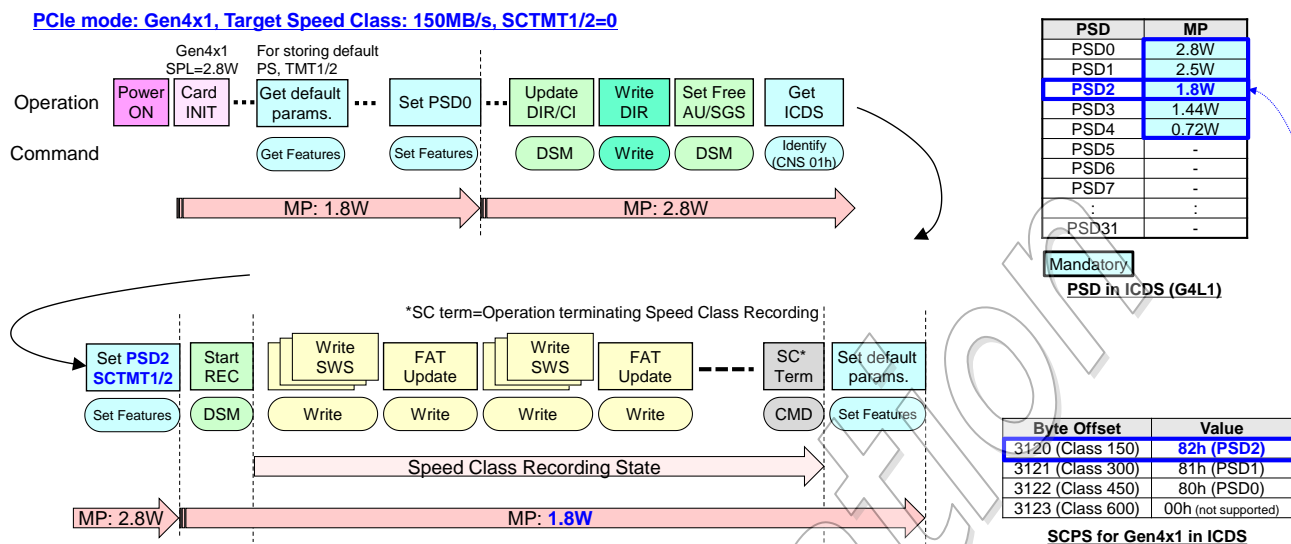 PCIe mode: Gen4x1, Target Speed Class: 150MB/s, SCTMT1/2=0
Gen4x1
SPL=2.8W
For storing default
PS, TMT1/2
Operation
Power
ON
Card
INIT
Get default
params.
Set PSD0
Update
DIR/CI
Write
DIR
Set Free
AU/SGS
Get
ICDS
Command
Get Features
Set Features
DSM
Write
DSM
Identify
(CNS 01h)
MP: 1.8W
MP: 2.8W
PSD MP
PSD0 2.8W
PSD1 2.5W
PSD2 1.8W
PSD3 1.44W
PSD4 0.72W
PSD5 -
PSD6 -
PSD7 -
: :
PSD31 -
Mandatory
PSD in ICDS (G4L1)
*SC term=Operation terminating Speed Class Recording
Set PSD2
SCTMT1/2
Start
REC
Write
SWS
FAT
Update
Write
SWS
FAT
Update
SC*
Term
Set default
params.
Set Features
DSM
Write
Write
Write
Write
CMD
Set Features
Speed Class Recording State
MP: 2.8W
MP: 1.8W
Byte Offset Value
3120 (Class 150) 82h (PSD2)
3121 (Class 300) 81h (PSD1)
3122 (Class 450) 80h (PSD0)
3123 (Class 600) 00h (not supported)
SCPS for Gen4x1 in ICDS